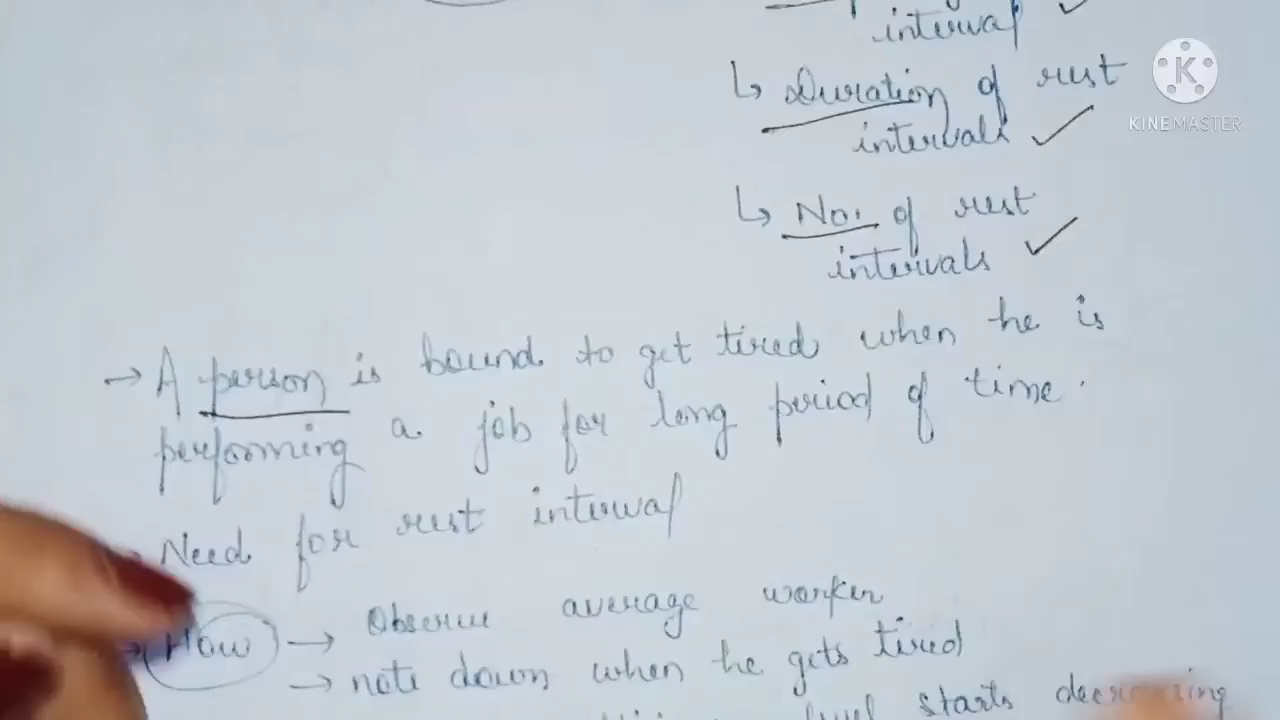 interval ✓
↳ Duration of rest
intervals ✓
↳ No. of rest
intervals ✓
KINEMASTER
→ A person is bound to get tired when he is
performing a job for long period of time.
Need for rest interval
How → Observe average worker
→ note down when he gets tired
level starts decreasing